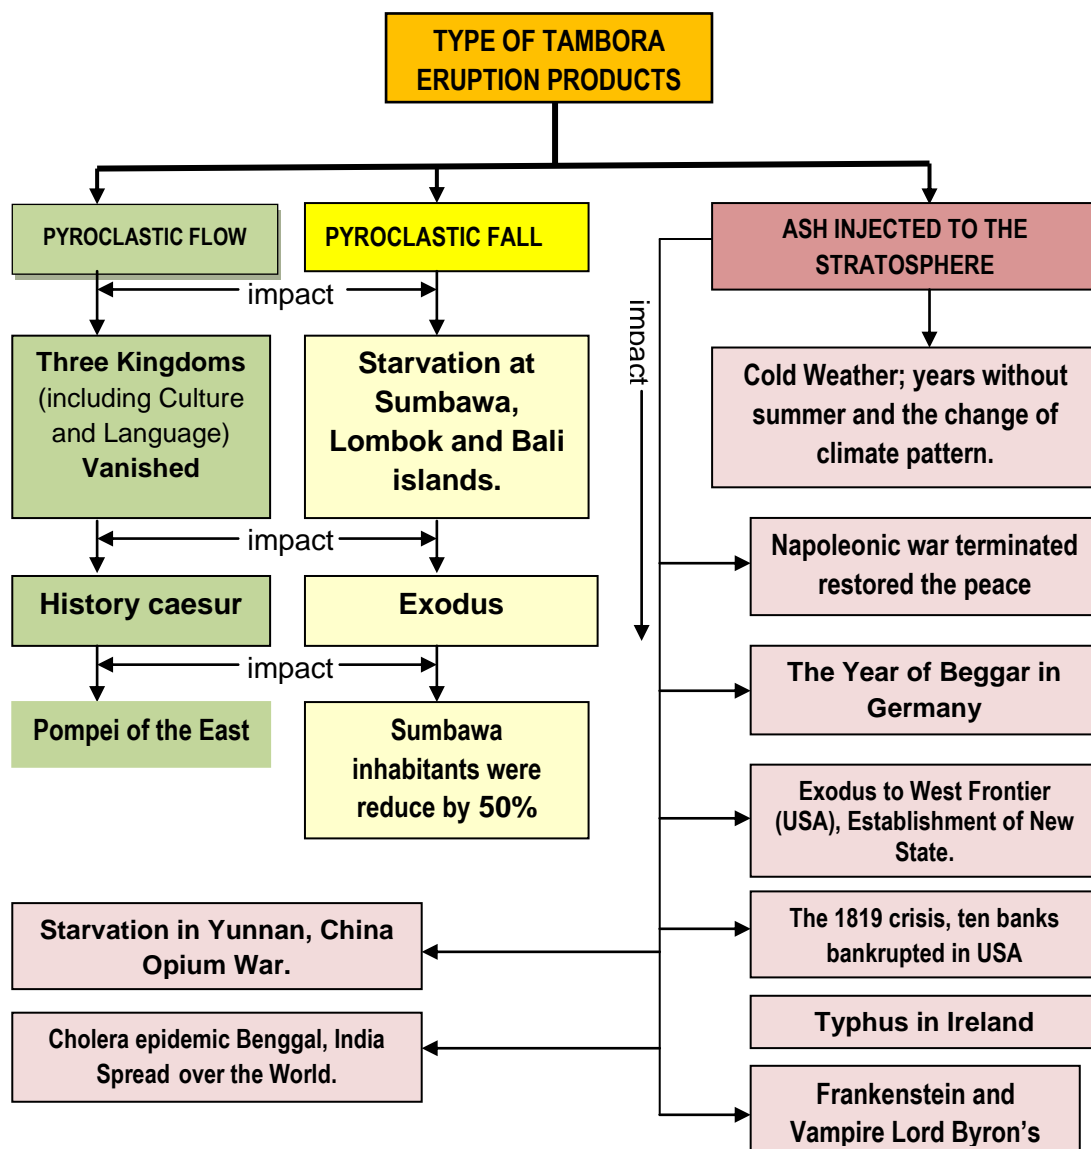 TYPE OF TAMBORA
ERUPTION PRODUCTS
PYROCLASTIC FLOW
PYROCLASTIC FALL
ASH INJECTED TO THE
STRATOSPHERE
impact
impact
Three Kingdoms
(including Culture
and Language)
Vanished
Starvation at
Sumbawa,
Lombok and Bali
islands.
Cold Weather; years without
summer and the change of
climate pattern.
impact
Napoleonic war terminated
restored the peace
History caesur
Exodus
impact
The Year of Beggar in
Germany
Pompei of the East
Sumbawa
inhabitants were
reduce by 50%
Exodus to West Frontier
(USA), Establishment of New
State.
Starvation in Yunnan, China
Opium War.
The 1819 crisis, ten banks
bankrupted in USA
Typhus in Ireland
Cholera epidemic Benggal, India
Spread over the World.
Frankenstein and
Vampire Lord Byron’s